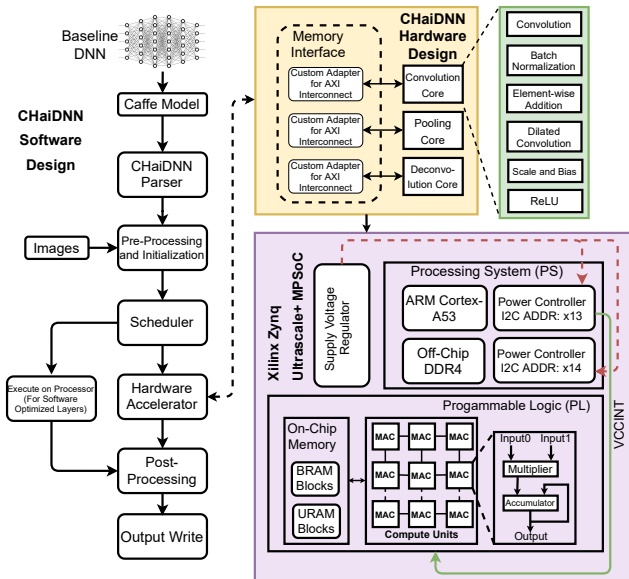 Baseline
DNN
CHaiDNN
Software
Design
Caffe Model
CHaiDNN
Parser
Images
Pre-Processing
and Initialization
Scheduler
Execute on Processor
(For Software
Optimized Layers)
Hardware
Accelerator
Post-
Processing
Output Write
Memory
Interface
CHaiDNN
Hardware
Design
Custom Adapter
for AXI
Interconnect
Convolution
Core
Custom Adapter
for AXI
Interconnect
Pooling
Core
Custom Adapter
for AXI
Interconnect
Deconvo-
lution Core
Convolution
Batch
Normalization
Element-wise
Addition
Dilated
Convolution
Scale and Bias
ReLU
Xilinx Zynq
Ultrascale+ MPSoC
Supply Voltage
Regulator
Processing System (PS)
ARM Cortex-
A53
Power Controller
I2C ADDR: x13
Off-Chip
DDR4
Power Controller
I2C ADDR: x14
VCCINT
Progammable Logic (PL)
On-Chip
Memory
BRAM
Blocks
URAM
Blocks
MAC MAC MAC
MAC MAC MAC
MAC MAC MAC
Compute Units
Input0 Input1
Multiplier
Accumulator
Output